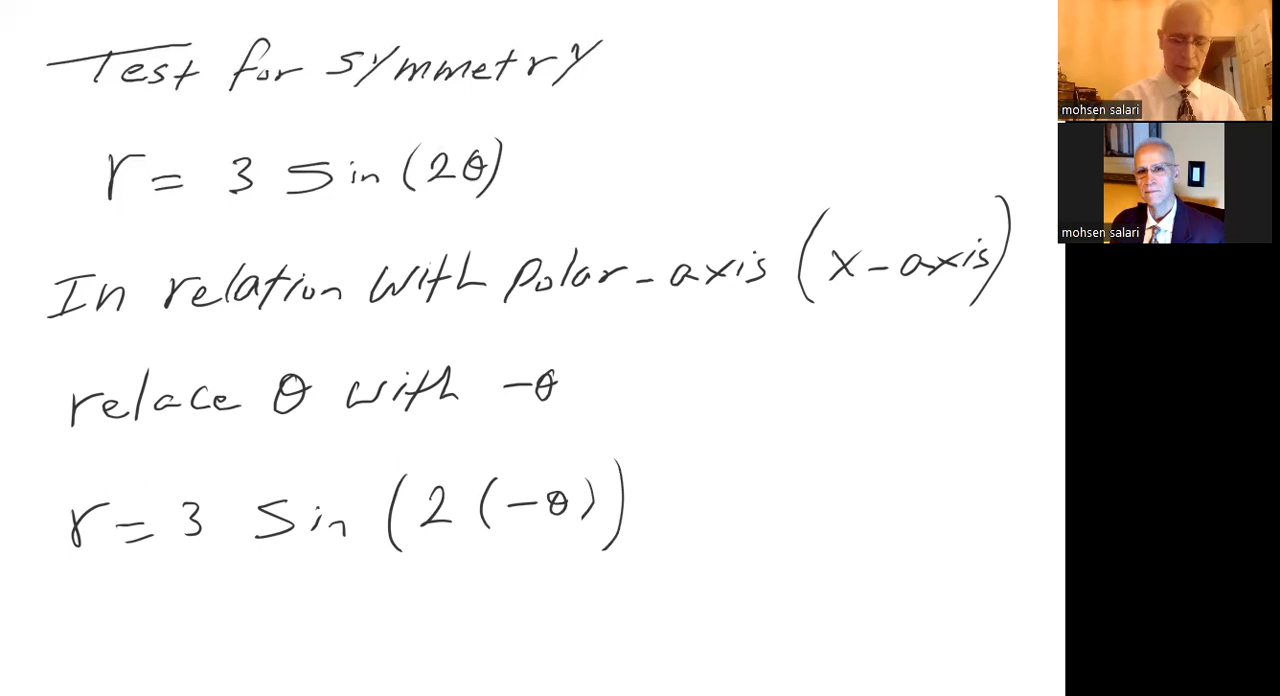 Test for symmetry
r = 3 Sin (2θ)
In relation with polar-axis (x-axis)
relace θ with -θ
r = 3 Sin (2 (-θ))
mohsen salari
mohsen salari